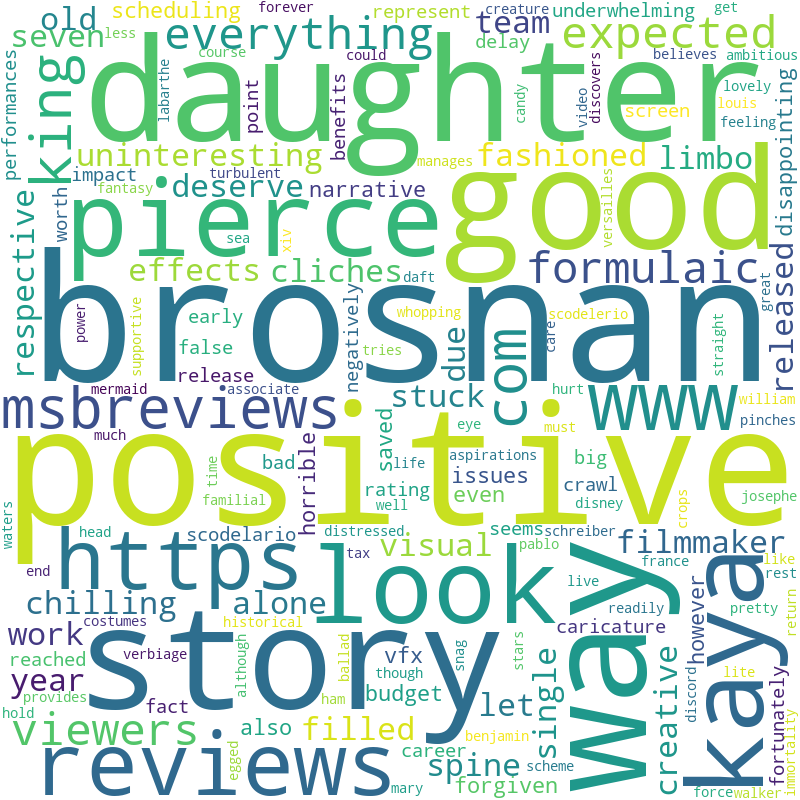 scheduling
forever
creature
underwhelming
get
old
represent
team
less
seven
everything
expected
performances
course
labarthe
could
delay
believes
ambitious
daughter
king
point
benefits
candy
video
discovers
screen
lovely
louis
feeling
disappointing
uninteresting
manages
fashioned
limbo
impact
fantasy
turbulent
deserve
narrative
worth
respective
pierce
good
versailles
sea
xiv
effects
cliches
daft
formulaic
released
great
power
supportive
early
false
brosnan
negatively
whopping
tries
scodelerio
care
straight
release
mermaid
associate
com
due
hurt
william
msbreviews
stuck
www
pinches
much
saved
eye
must
positive
time
bad
horrible
life
aspirations
crops
rating
well
issues
big
crawl
disney
josephe
familial
even
waters
head
scodelario
distressed
seems
schreiber
filmmaker
https
look
visual
pablo
way
kaya
however
like
end
tax
live
france
rest
chilling
alone
readily
pretty
return
costumes
historical
story
caricature
work
verbiage
although
ballad
vfx
snag
stars
reached
though
lite
discord
fortunately
year
provides
fact
ham
budget
let
single
creative
immortality
hold
viewers
also
filled
benjamin
egged
career
spine
scheme
reviews
mary
forgiven
force
walker